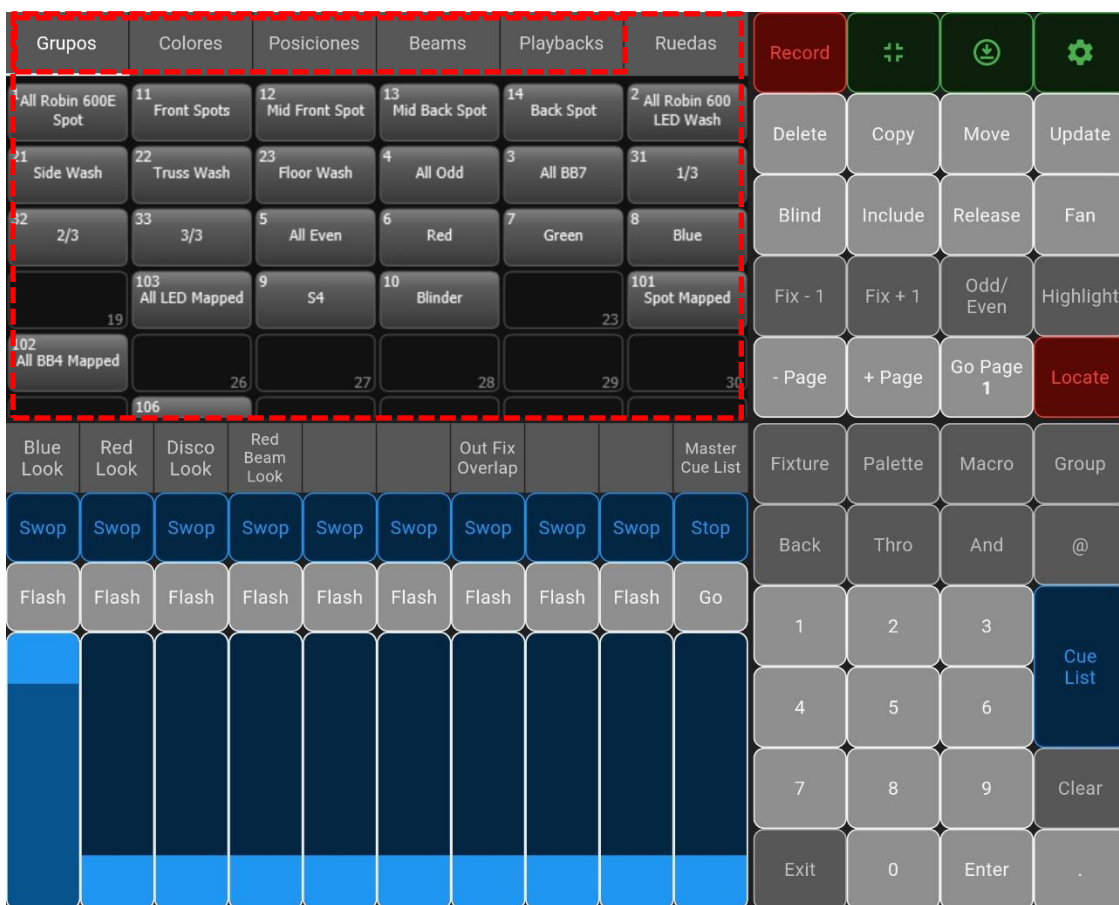 Grupos Colores Posiciones Beams Playbacks Ruedas
1 All Robin 600E Spot
11 Front Spots
12 Mid Front Spot
13 Mid Back Spot
14 Back Spot
2 All Robin 600 LED Wash
21 Side Wash
22 Truss Wash
23 Floor Wash
4 All Odd
3 All BB7
31 1/3
32 2/3
33 3/3
5 All Even
6 Red
7 Green
8 Blue
19
103 All LED Mapped
9 S4
10 Blinder
23
101 Spot Mapped
102 All BB4 Mapped
26
27
28
29
30
106
Blue Look
Red Look
Disco Look
Red Beam Look
Out Fix Overlap
Master Cue List
Swop Swop Swop Swop Swop Swop Swop Swop Swop Stop
Flash Flash Flash Flash Flash Flash Flash Flash Flash Go
Record
Delete Copy Move Update
Blind Include Release Fan
Fix - 1 Fix + 1 Odd/ Even Highlight
- Page + Page Go Page 1 Locate
Fixture Palette Macro Group
Back Thro And @
1 2 3 Cue List
4 5 6
7 8 9 Clear
Exit 0 Enter .